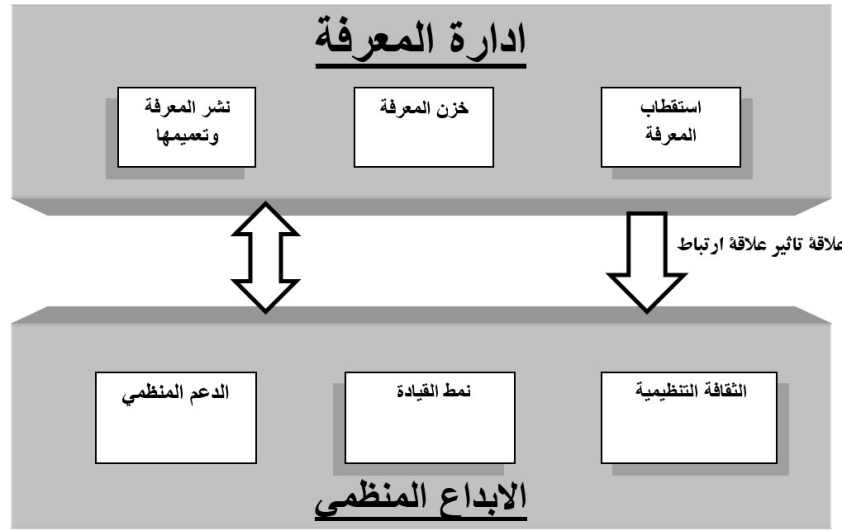 ادارة المعرفة
استقطاب
المعرفة
خزن المعرفة
نشر المعرفة
وتعميمها
علاقة تاثير علاقة ارتباط
الثقافة التنظيمية
نمط القيادة
الدعم المنظمي
الابداع المنظمي